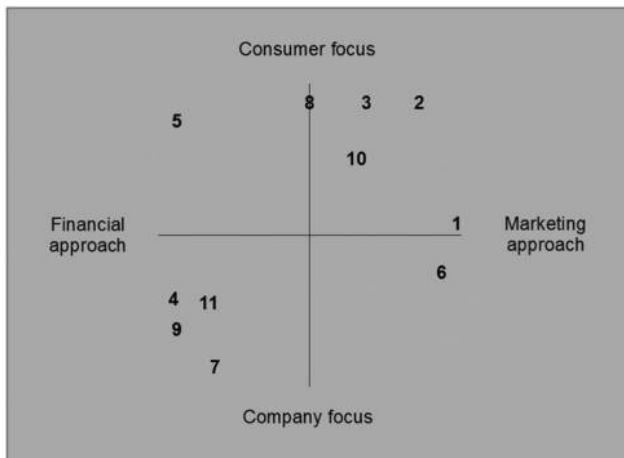 Consumer focus
8 3 2
5
10
1
Financial
approach
Marketing
approach
6
4 11
9
7
Company focus